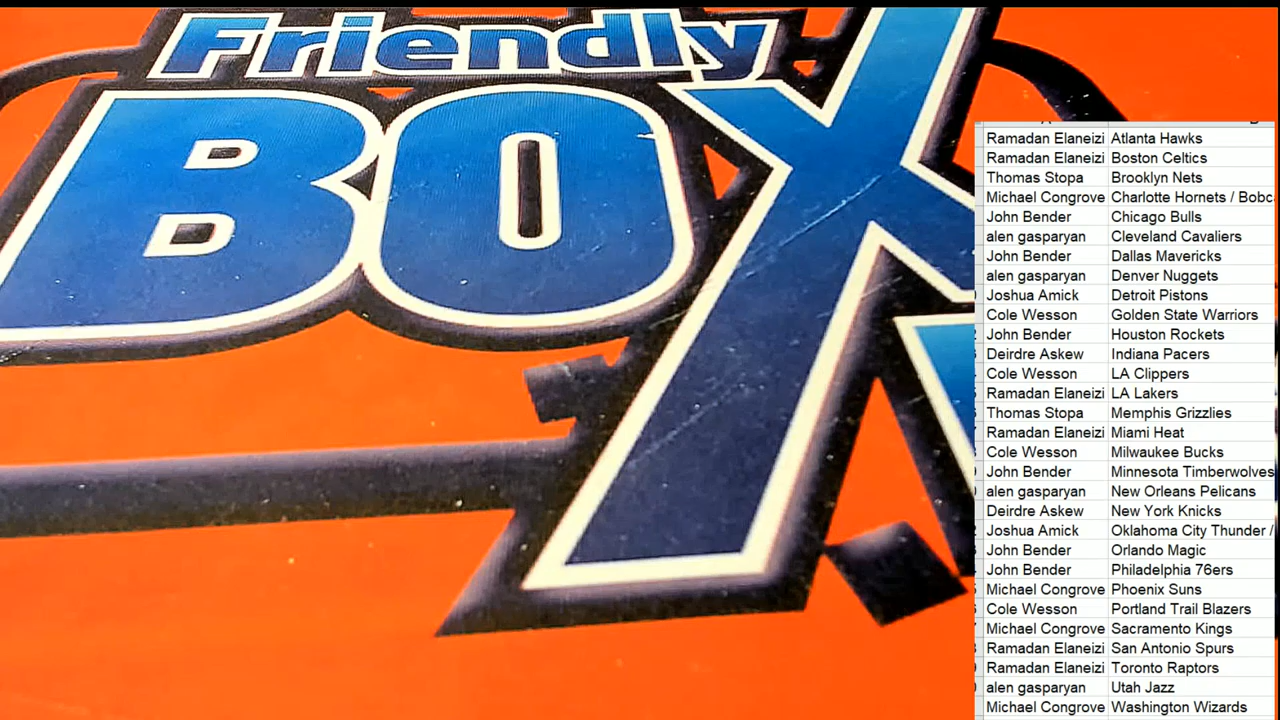 Friendly
BOX
Ramadan Elaneizi Atlanta Hawks
Ramadan Elaneizi Boston Celtics
Thomas Stopa Brooklyn Nets
Michael Congrove Charlotte Hornets / Bobc
John Bender Chicago Bulls
alen gasparyan Cleveland Cavaliers
John Bender Dallas Mavericks
alen gasparyan Denver Nuggets
Joshua Amick Detroit Pistons
Cole Wesson Golden State Warriors
John Bender Houston Rockets
Deirdre Askew Indiana Pacers
Cole Wesson LA Clippers
Ramadan Elaneizi LA Lakers
Thomas Stopa Memphis Grizzlies
Ramadan Elaneizi Miami Heat
Cole Wesson Milwaukee Bucks
John Bender Minnesota Timberwolves
alen gasparyan New Orleans Pelicans
Deirdre Askew New York Knicks
Joshua Amick Oklahoma City Thunder /
John Bender Orlando Magic
John Bender Philadelphia 76ers
Michael Congrove Phoenix Suns
Cole Wesson Portland Trail Blazers
Michael Congrove Sacramento Kings
Ramadan Elaneizi San Antonio Spurs
Ramadan Elaneizi Toronto Raptors
alen gasparyan Utah Jazz
Michael Congrove Washington Wizards